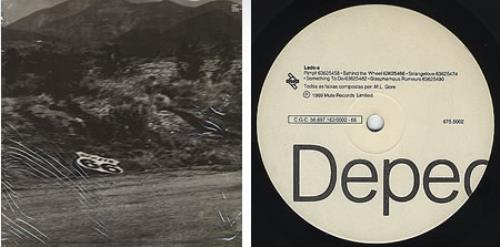 Lado a
Pimpf 63625458 • Behind the Wheel 63625466 • Strangelove 63625474
• Something To Do 63625482 • Blasphemous Rumours 63625490
Todas as faixas compostas por: M.L. Gore
℗ 1989 Mute Records Limited.
C.G.C. 56.697.162/0002 - 66
675.5002
Depec